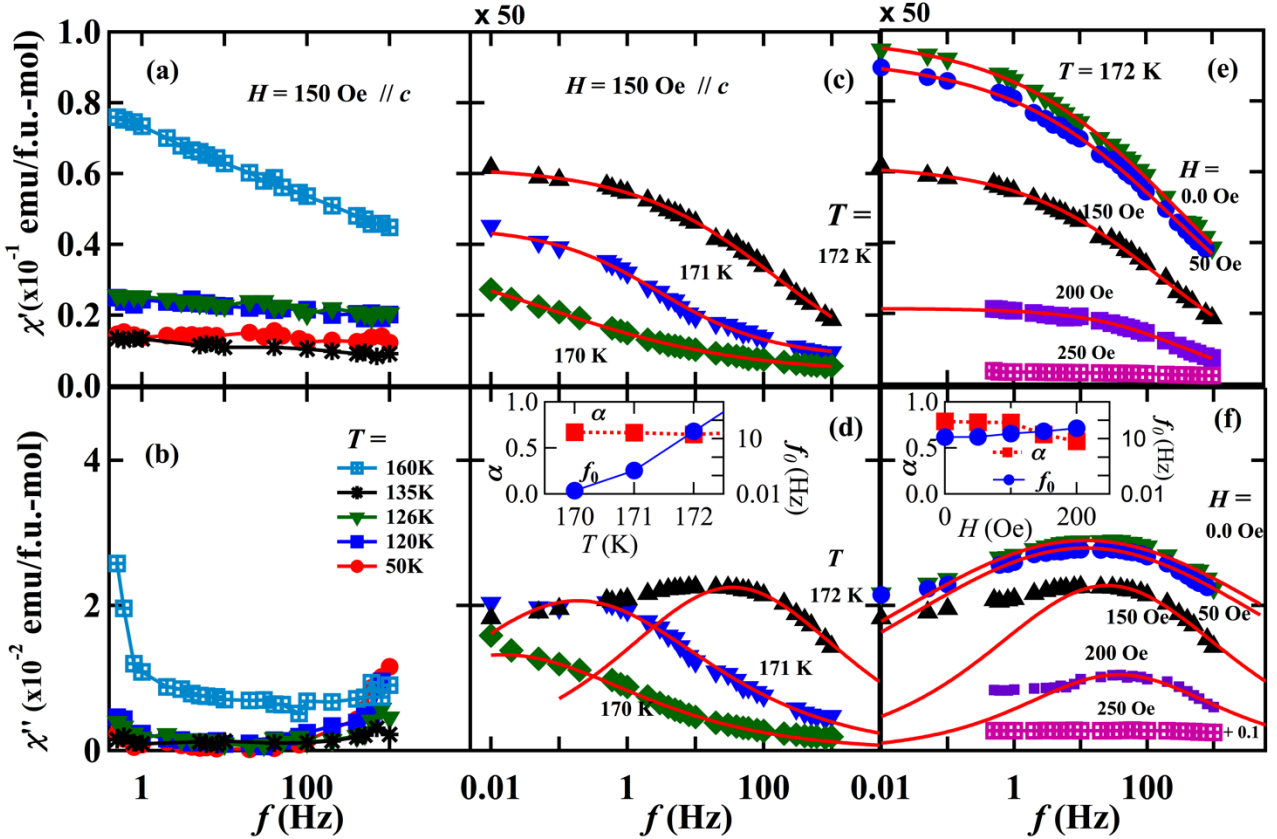 x 50
x 50
1.0
0.8
0.6
0.4
0.2
0.0
χ'(x10⁻¹ emu/f.u.-mol)
(a)
H = 150 Oe // c
H = 150 Oe // c
(c)
171 K
170 K
T =
172 K
T = 172 K
(e)
H =
0.0 Oe
150 Oe
50 Oe
200 Oe
250 Oe
4
2
0
χ'' (x10⁻² emu/f.u.-mol)
(b)
T =
160K
135K
126K
120K
50K
1.0
0.5
0.0
α
α
f₀
10
0.01
f₀ (Hz)
170 171 172
T (K)
(d)
T
172 K
171 K
170 K
1.0
0.5
0.0
α
α
f₀
10
0.01
f₀ (Hz)
0 200
H (Oe)
(f)
H =
0.0 Oe
50 Oe
150 Oe
200 Oe
250 Oe
+ 0.1
1 100
0.01 1 100
0.01 1 100
f (Hz)
f (Hz)
f (Hz)